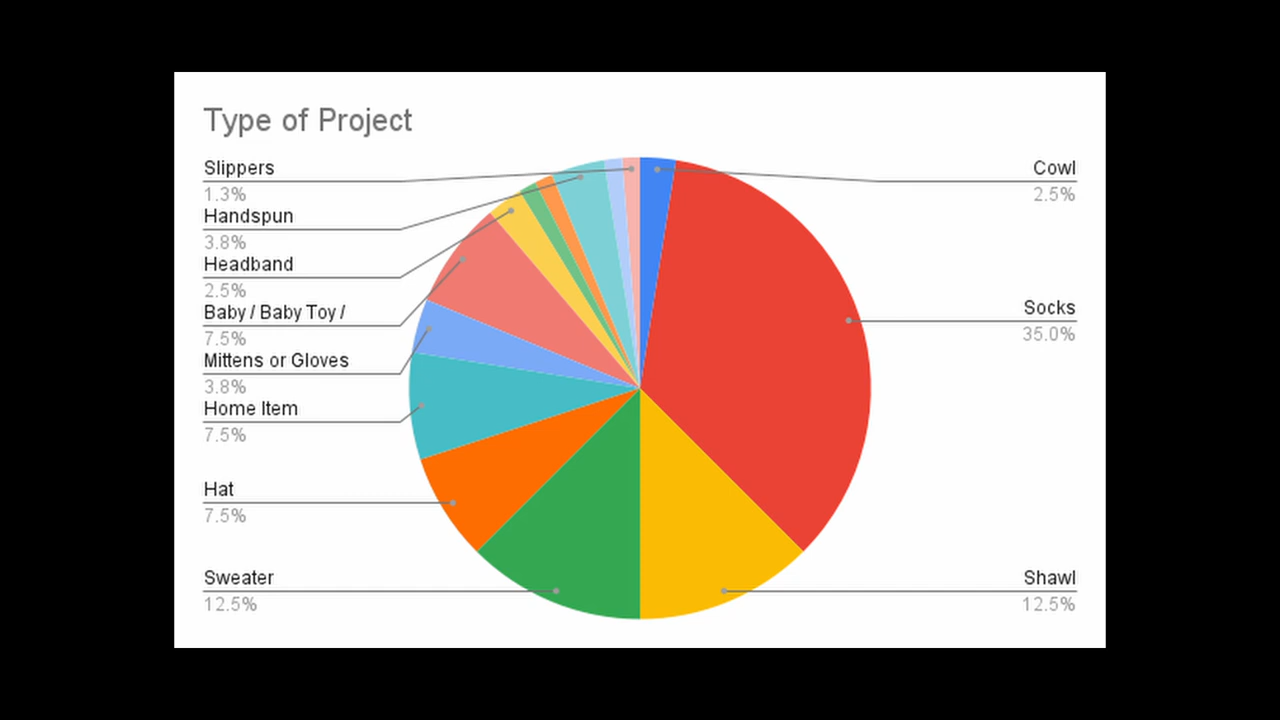 Type of Project
Slippers
1.3%
Handspun
3.8%
Headband
2.5%
Baby / Baby Toy /
7.5%
Mittens or Gloves
3.8%
Home Item
7.5%
Hat
7.5%
Sweater
12.5%
Cowl
2.5%
Socks
35.0%
Shawl
12.5%